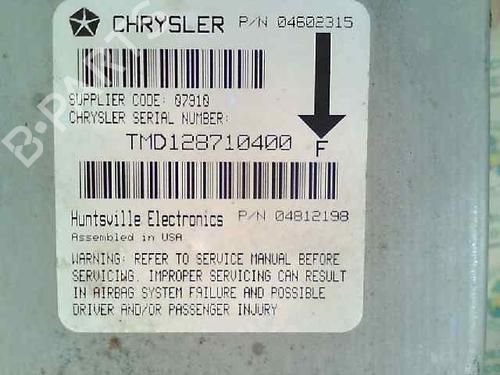 CHRYSLER P/N 04602315
SUPPLIER CODE: 07910
CHRYSLER SERIAL NUMBER:
TMD128710400 F
Huntsville Electronics P/N 04812198
Assembled in USA
WARNING: REFER TO SERVICE MANUAL BEFORE
SERVICING. IMPROPER SERVICING CAN RESULT
IN AIRBAG SYSTEM FAILURE AND POSSIBLE
DRIVER AND/OR PASSENGER INJURY
B-PARTS